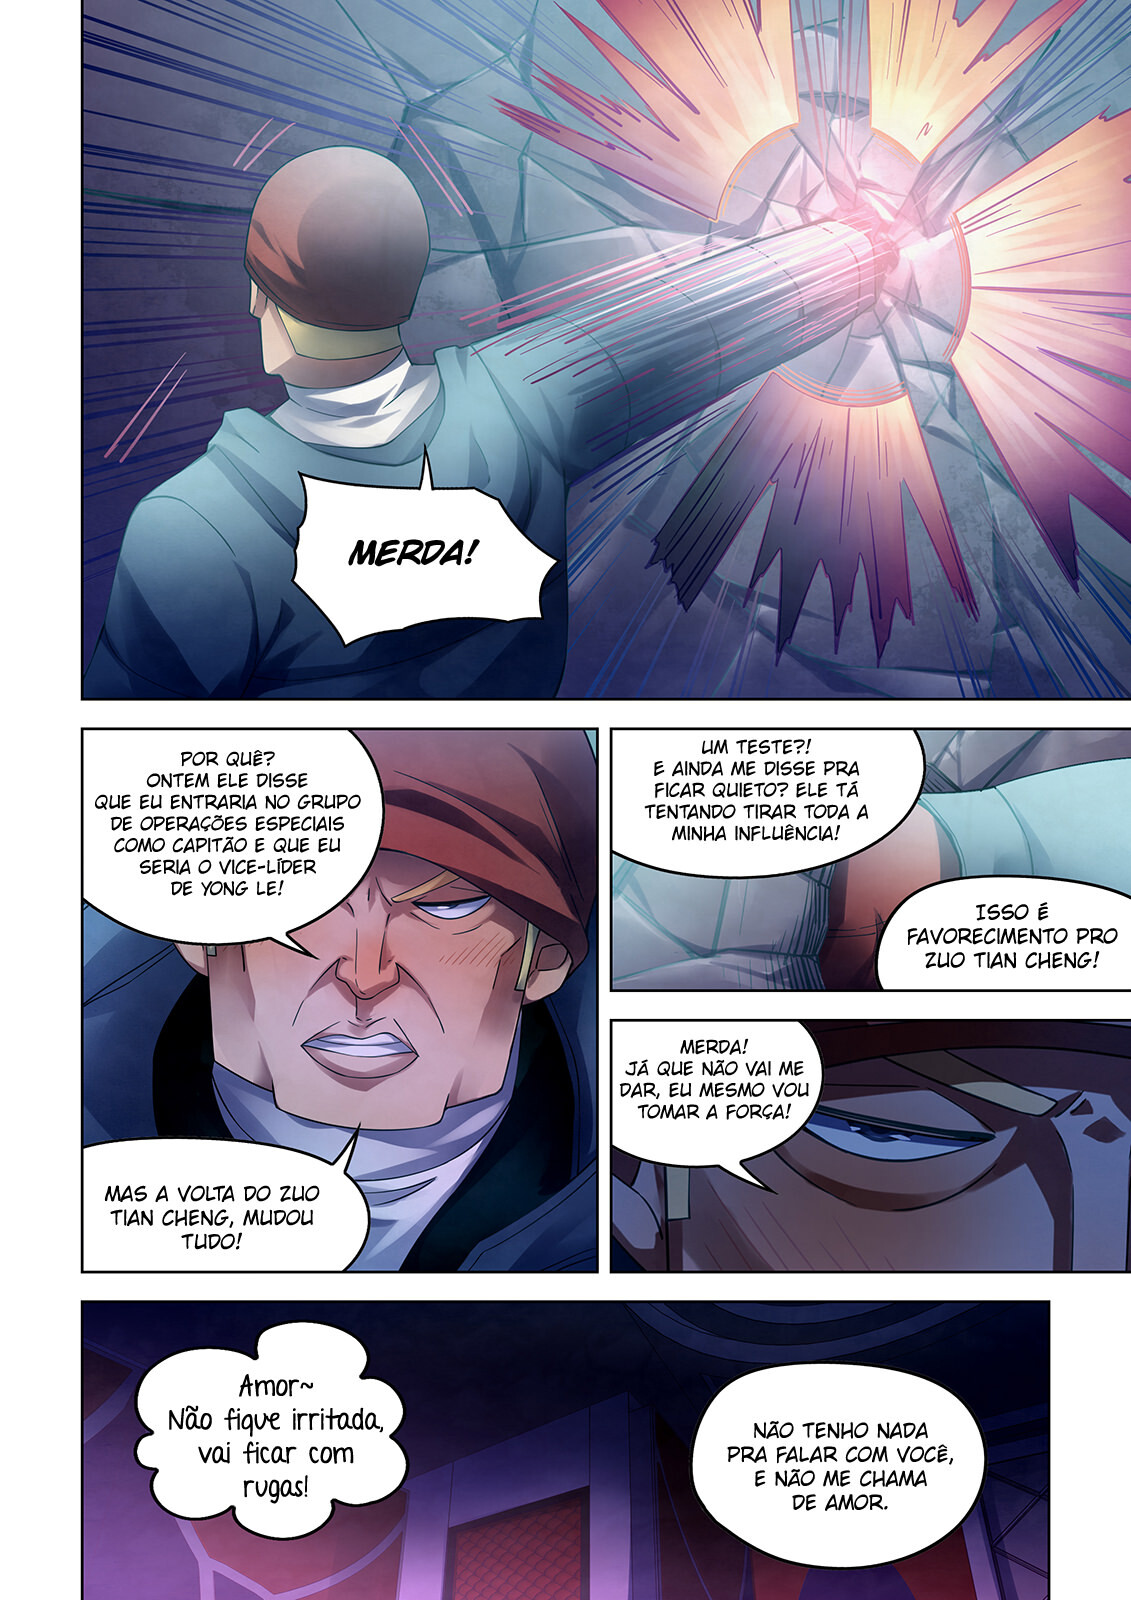 MERDA!
POR QUÊ?
ONTEM ELE DISSE
QUE EU ENTRARIA NO GRUPO
DE OPERAÇÕES ESPECIAIS
COMO CAPITÃO E QUE EU
SERIA O VICE-LÍDER
DE YONG LE!
MAS A VOLTA DO ZUO
TIAN CHENG, MUDOU
TUDO!
UM TESTE?!
E AINDA ME DISSE PRA
FICAR QUIETO? ELE TÁ
TENTANDO TIRAR TODA A
MINHA INFLUÊNCIA!
ISSO É
FAVORECIMENTO PRO
ZUO TIAN CHENG!
MERDA!
JÁ QUE NÃO VAI ME
DAR, EU MESMO VOU
TOMAR A FORÇA!
Amor~
Não fique irritada,
vai ficar com
rugas!
NÃO TENHO NADA
PRA FALAR COM VOCÊ,
E NÃO ME CHAMA
DE AMOR.